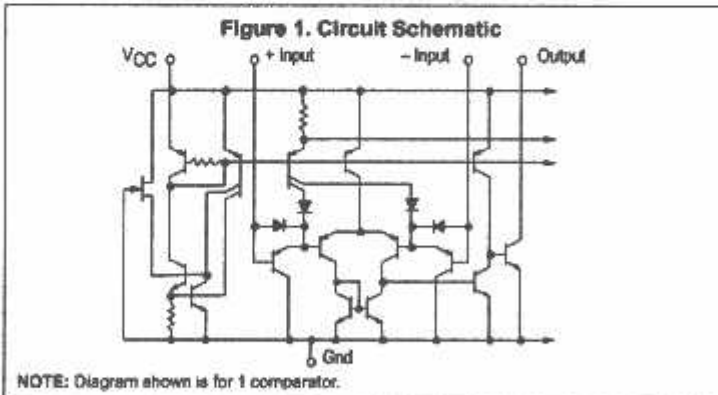 Figure 1. Circuit Schematic
VCC + Input – Input Output
Gnd
NOTE: Diagram shown is for 1 comparator.